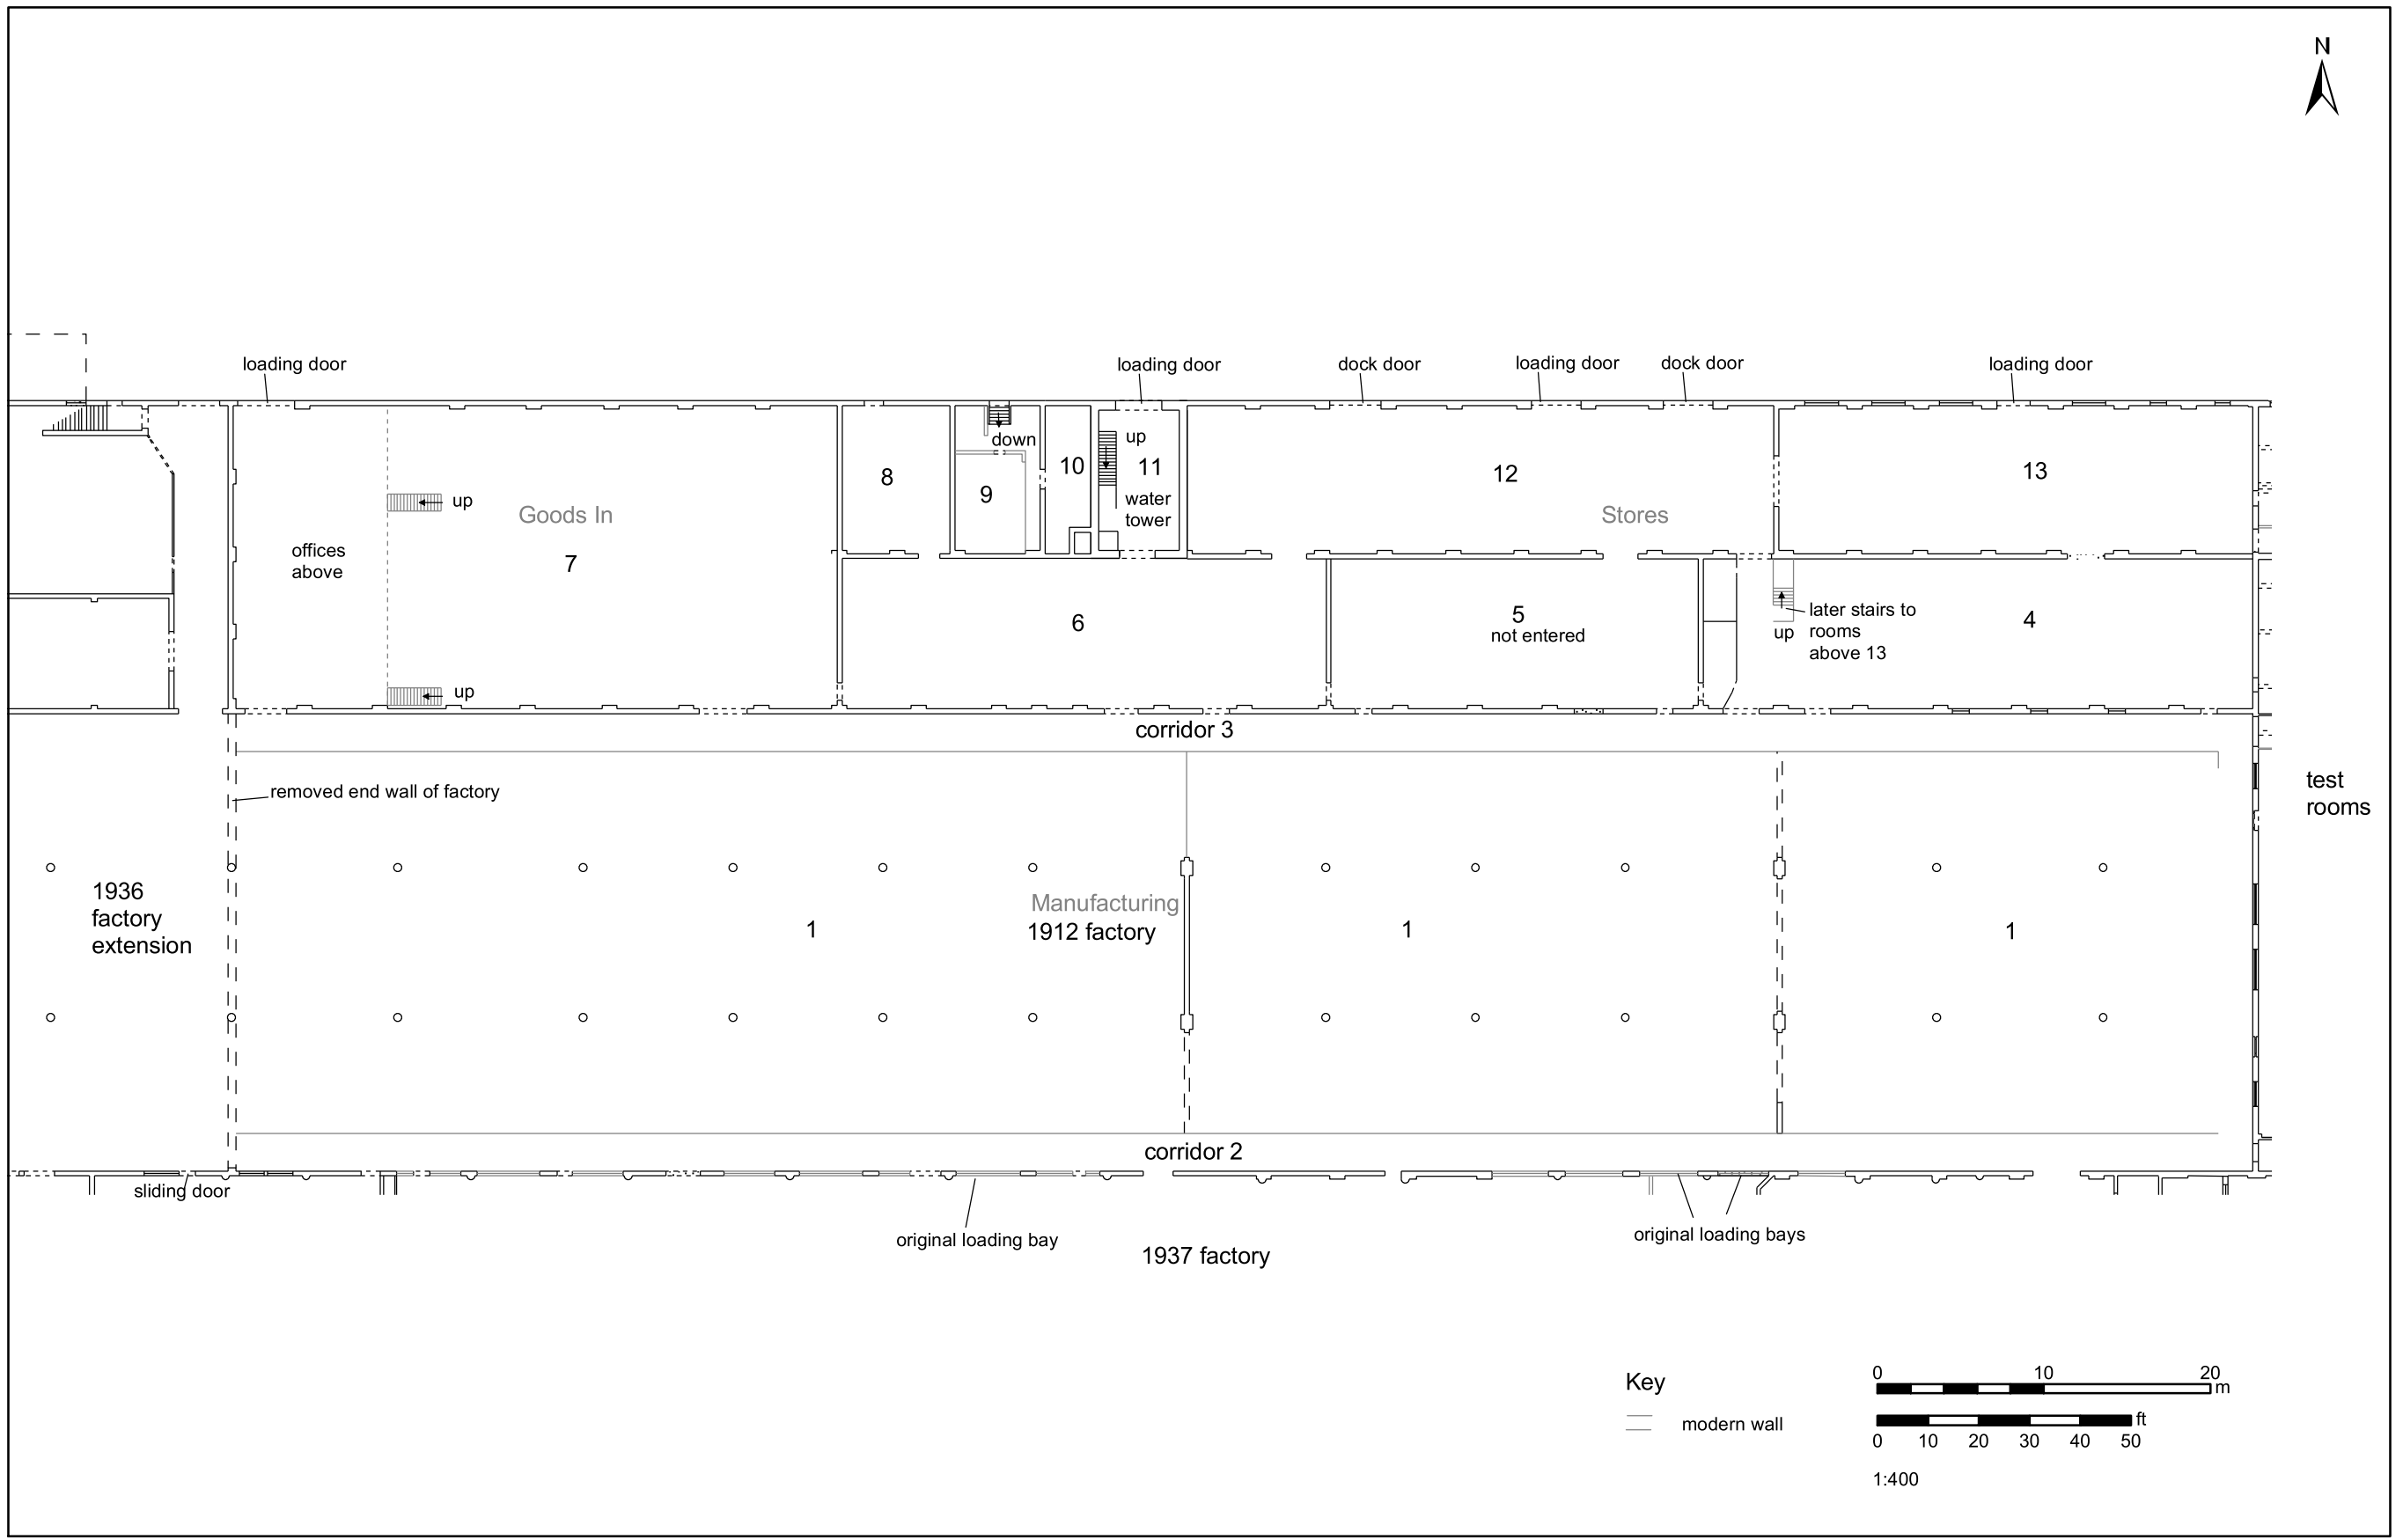 N
loading door
loading door
dock door
loading door
dock door
loading door
down
up
8
9
10
11
12
13
up
water
tower
Goods In
Stores
offices
above
7
6
5
not entered
later stairs to
rooms
above 13
up
4
up
corridor 3
removed end wall of factory
test
rooms
1936
factory
extension
Manufacturing
1912 factory
1
1
1
corridor 2
sliding door
original loading bay
original loading bays
1937 factory
Key
modern wall
0 10 20
m
ft
0 10 20 30 40 50
1:400